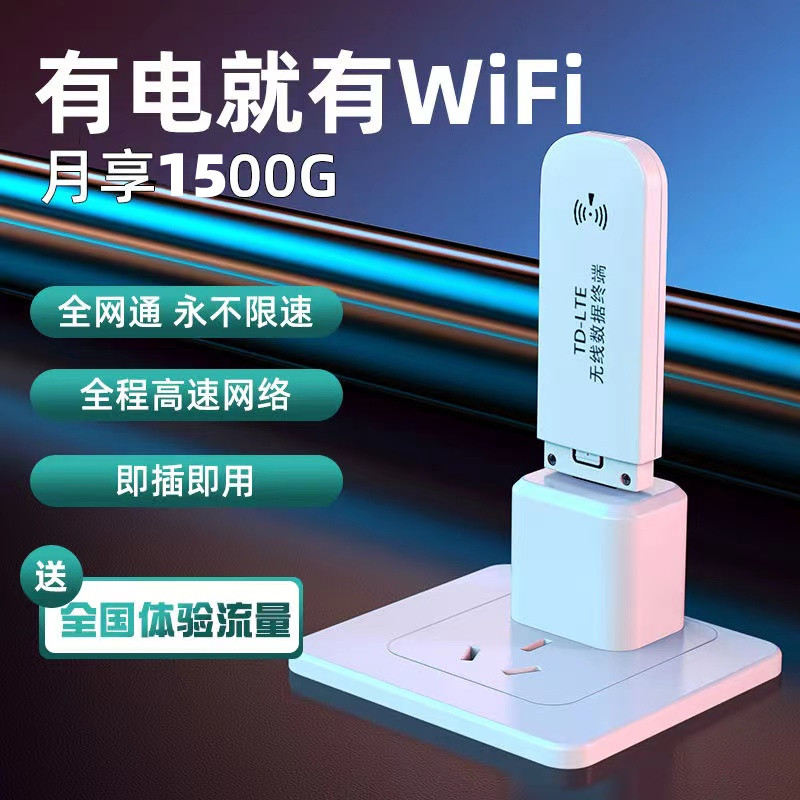 有电就有WiFi
月享1500G
全网通 永不限速
全程高速网络
即插即用
送
全国体验流量
TD-LTE
无线数据终端